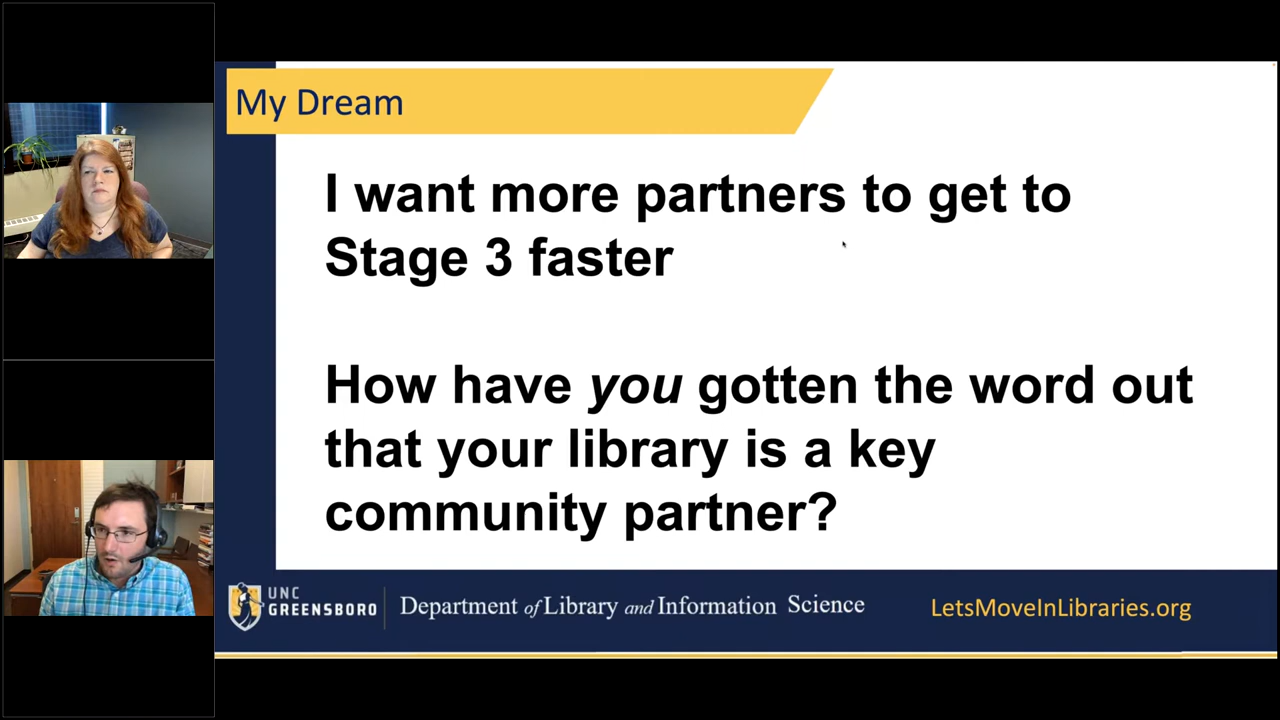 My Dream
I want more partners to get to
Stage 3 faster
How have you gotten the word out
that your library is a key
community partner?
UNC
GREENSBORO
Department of Library and Information Science
LetsMoveInLibraries.org